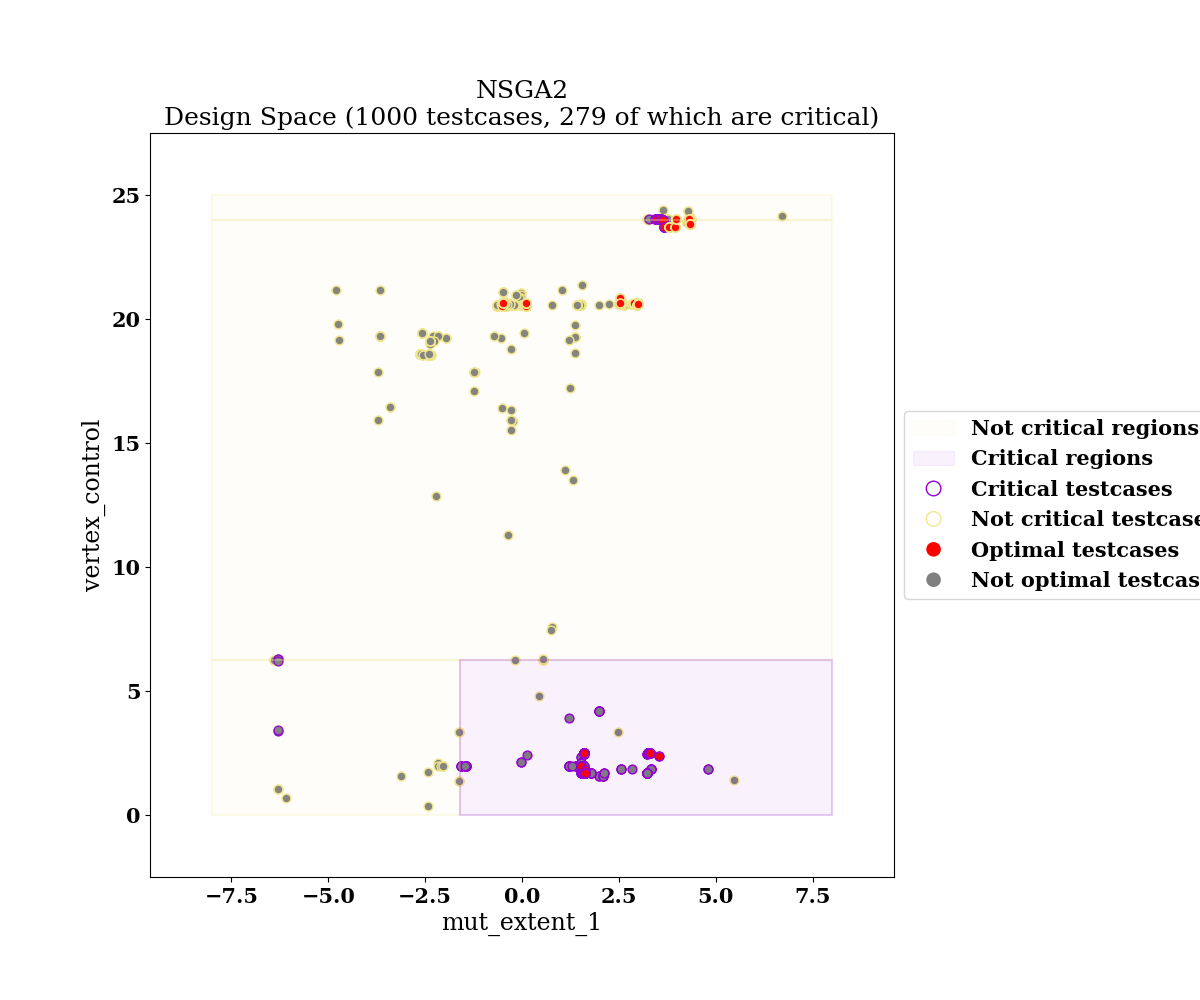 NSGA2
Design Space (1000 testcases, 279 of which are critical)
25
20
15
10
5
0
vertex_control
−7.5 −5.0 −2.5 0.0 2.5 5.0 7.5
mut_extent_1
Not critical regions
Critical regions
Critical testcases
Not critical testcase
Optimal testcases
Not optimal testcas